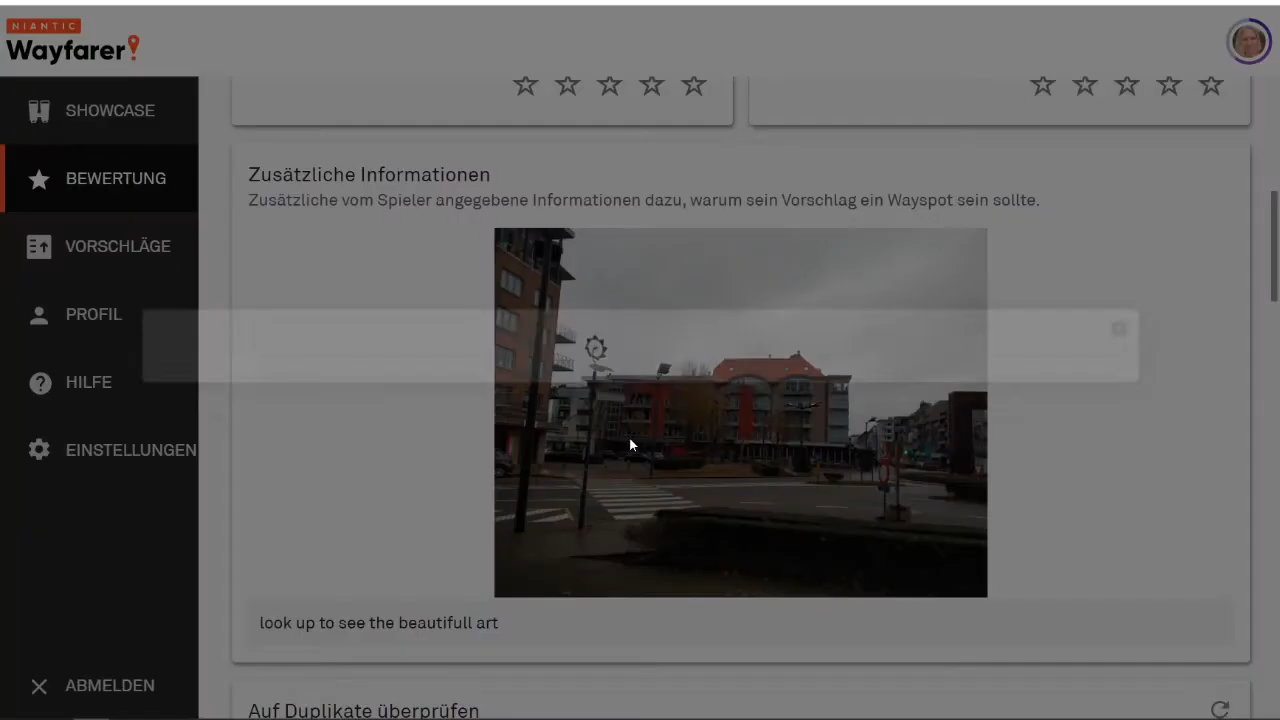 NIANTIC
Wayfarer
SHOWCASE
BEWERTUNG
VORSCHLÄGE
PROFIL
HILFE
EINSTELLUNGEN
ABMELDEN
Zusätzliche Informationen
Zusätzliche vom Spieler angegebene Informationen dazu, warum sein Vorschlag ein Wayspot sein sollte.
look up to see the beautifull art
Auf Duplikate überprüfen